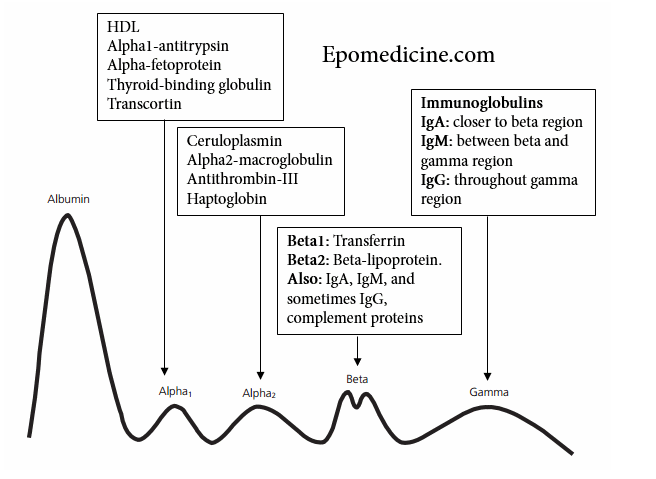 HDL
Alpha1-antitrypsin
Alpha-fetoprotein
Thyroid-binding globulin
Transcortin
Epomedicine.com
Immunoglobulins
IgA: closer to beta region
IgM: between beta and
gamma region
IgG: throughout gamma
region
Ceruloplasmin
Alpha2-macroglobulin
Antithrombin-III
Haptoglobin
Albumin
Beta1: Transferrin
Beta2: Beta-lipoprotein.
Also: IgA, IgM, and
sometimes IgG,
complement proteins
Alpha₁
Alpha₂
Beta
Gamma